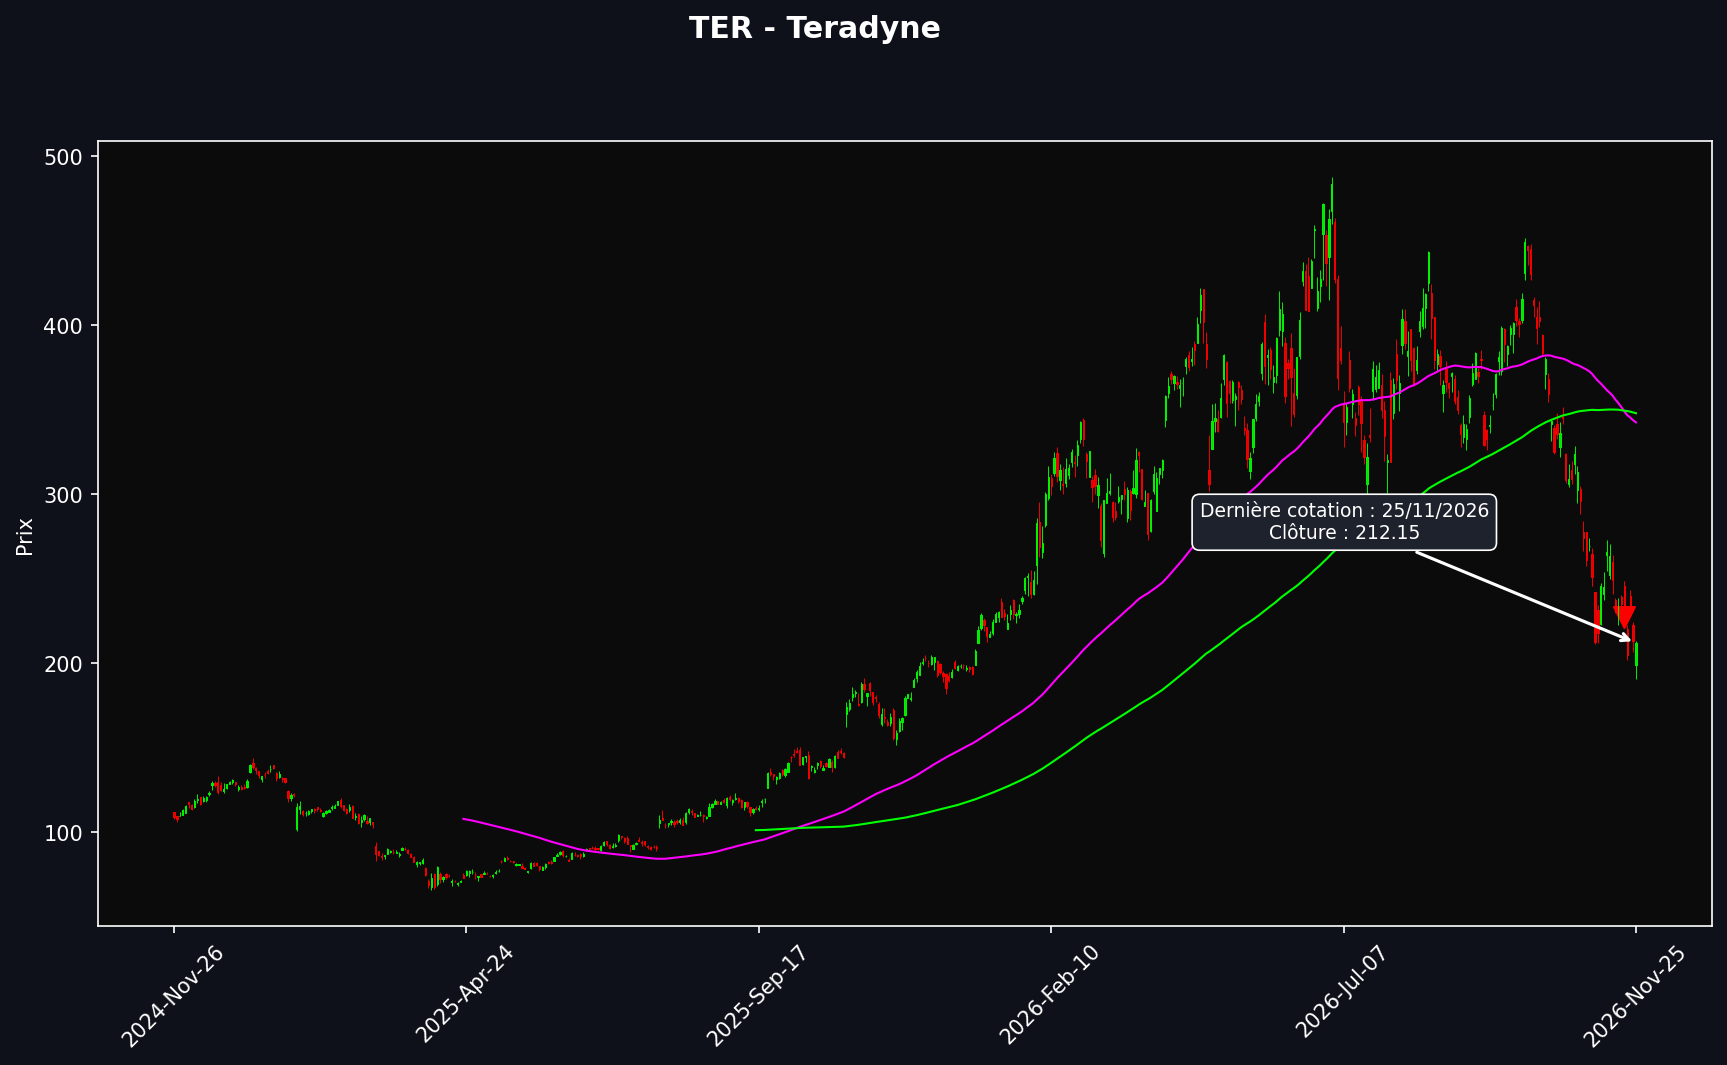 TER - Teradyne
Prix
500
400
300
200
100
Dernière cotation : 25/11/2026
Clôture : 212.15
2024-Nov-26
2025-Apr-24
2025-Sep-17
2026-Feb-10
2026-Jul-07
2026-Nov-25